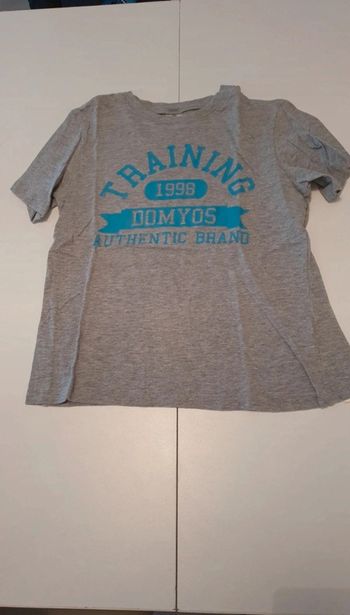 TRAINING
1998
DOMYOS
AUTHENTIC BRAND